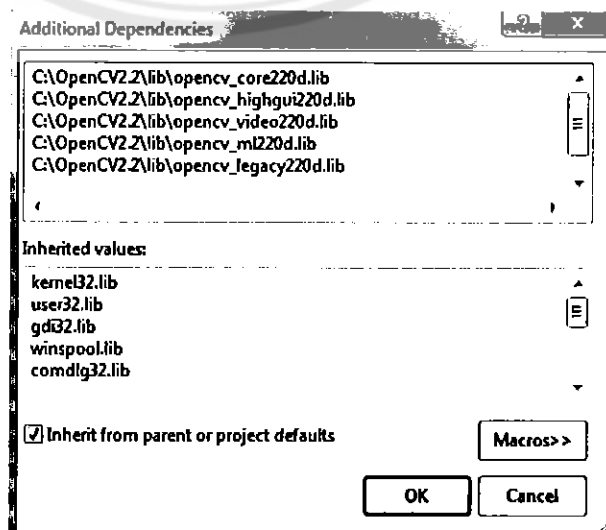 Additional Dependencies
?
X
C:\OpenCV2.2\lib\opencv_core220d.lib
C:\OpenCV2.2\lib\opencv_highgui220d.lib
C:\OpenCV2.2\lib\opencv_video220d.lib
C:\OpenCV2.2\lib\opencv_ml220d.lib
C:\OpenCV2.2\lib\opencv_legacy220d.lib
Inherited values:
kernel32.lib
user32.lib
gdi32.lib
winspool.lib
comdlg32.lib
Inherit from parent or project defaults
Macros>>
OK
Cancel